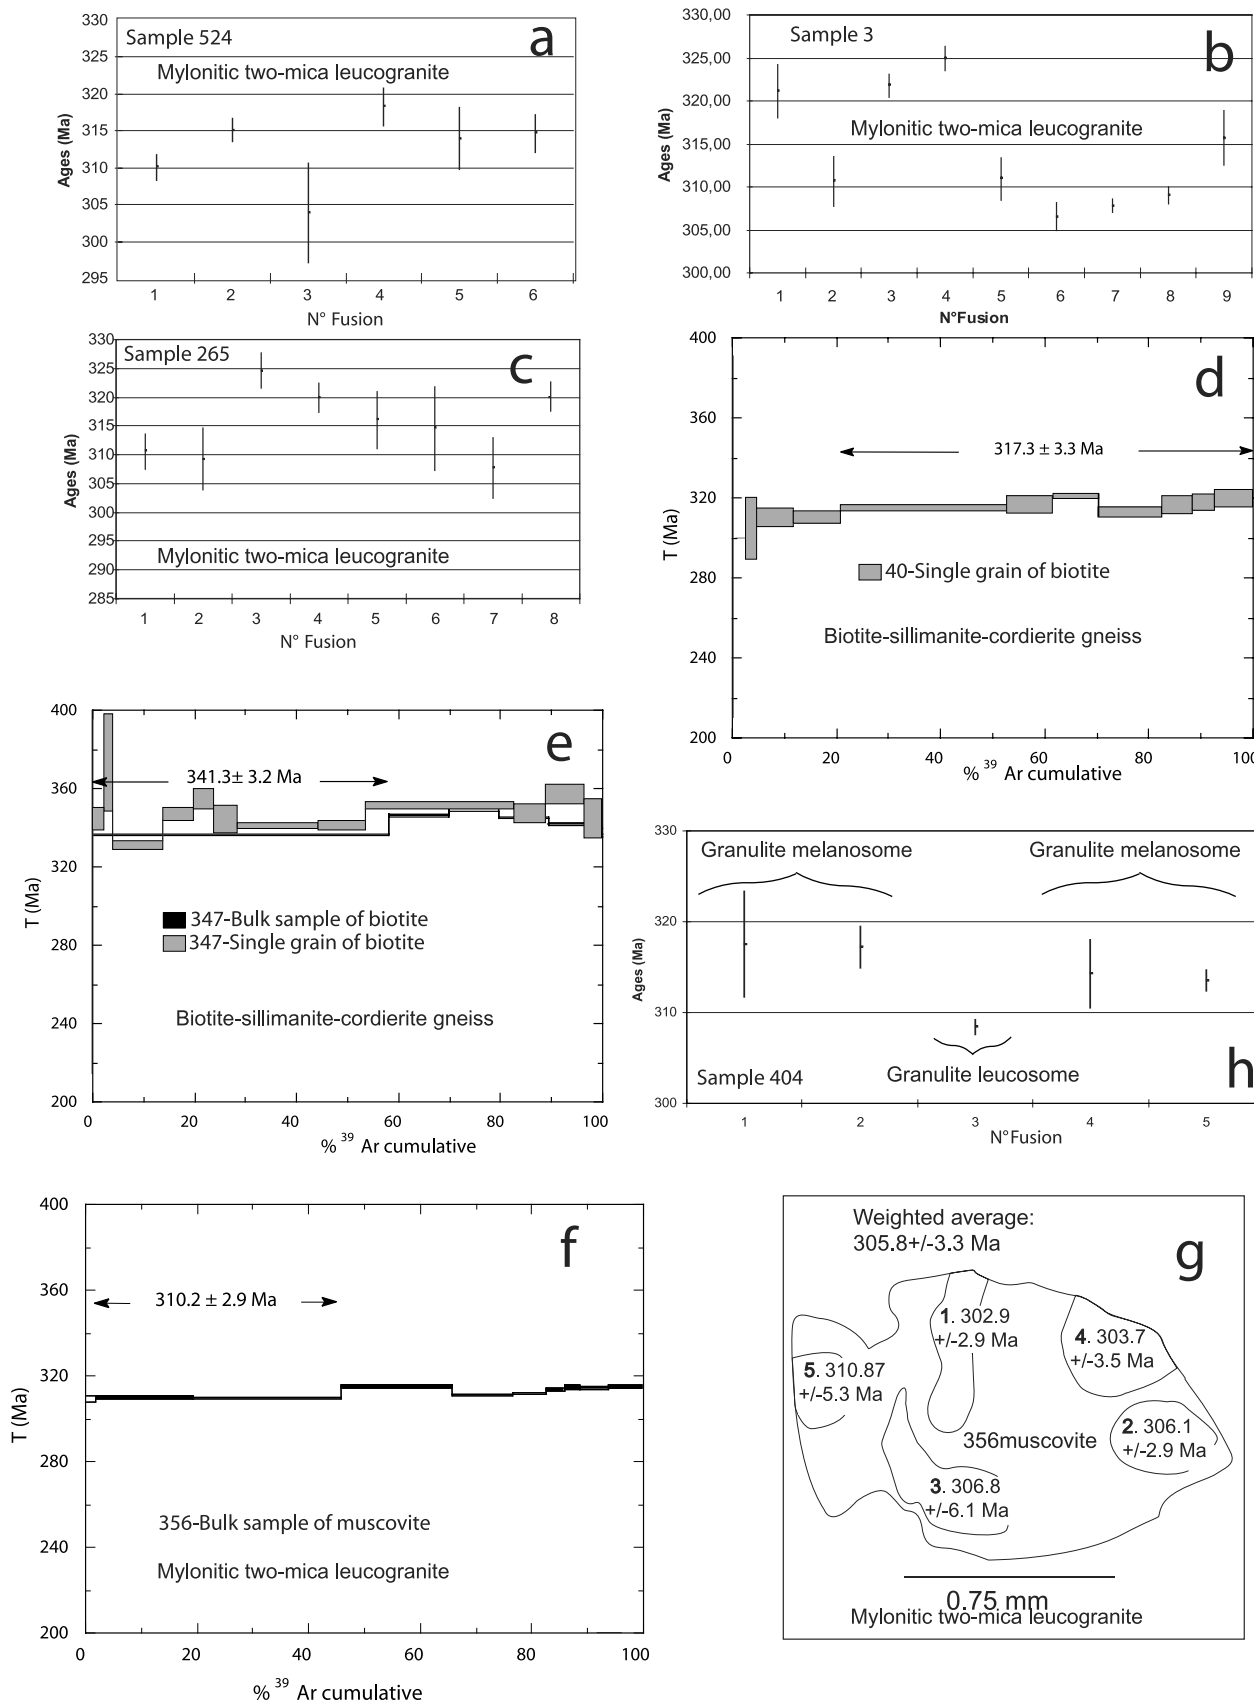 330
325
320
315
310
305
300
295
Ages (Ma)
Sample 524
a
Mylonitic two-mica leucogranite
1 2 3 4 5 6
N° Fusion
330,00
325,00
320,00
315,00
310,00
305,00
300,00
Ages (Ma)
Sample 3
b
Mylonitic two-mica leucogranite
1 2 3 4 5 6 7 8 9
N°Fusion
330
325
320
315
310
305
300
295
290
285
Ages (Ma)
Sample 265
c
Mylonitic two-mica leucogranite
1 2 3 4 5 6 7 8
N° Fusion
400
360
320
280
240
200
T (Ma)
d
317.3 ± 3.3 Ma
40-Single grain of biotite
Biotite-sillimanite-cordierite gneiss
0 20 40 60 80 100
% 39 Ar cumulative
400
360
320
280
240
200
T (Ma)
e
341.3± 3.2 Ma
347-Bulk sample of biotite
347-Single grain of biotite
Biotite-sillimanite-cordierite gneiss
0 20 40 60 80 100
% 39 Ar cumulative
330
320
310
300
Ages (Ma)
Granulite melanosome Granulite melanosome
h
Granulite leucosome
Sample 404
1 2 3 4 5
N°Fusion
400
360
310
280
240
200
T (Ma)
f
310.2 ± 2.9 Ma
356-Bulk sample of muscovite
Mylonitic two-mica leucogranite
0 20 40 60 80 100
% 39 Ar cumulative
Weighted average:
305.8+/-3.3 Ma
g
1. 302.9
+/-2.9 Ma
4. 303.7
+/-3.5 Ma
5. 310.87
+/-5.3 Ma
2. 306.1
+/-2.9 Ma
356muscovite
3. 306.8
+/-6.1 Ma
0.75 mm
Mylonitic two-mica leucogranite